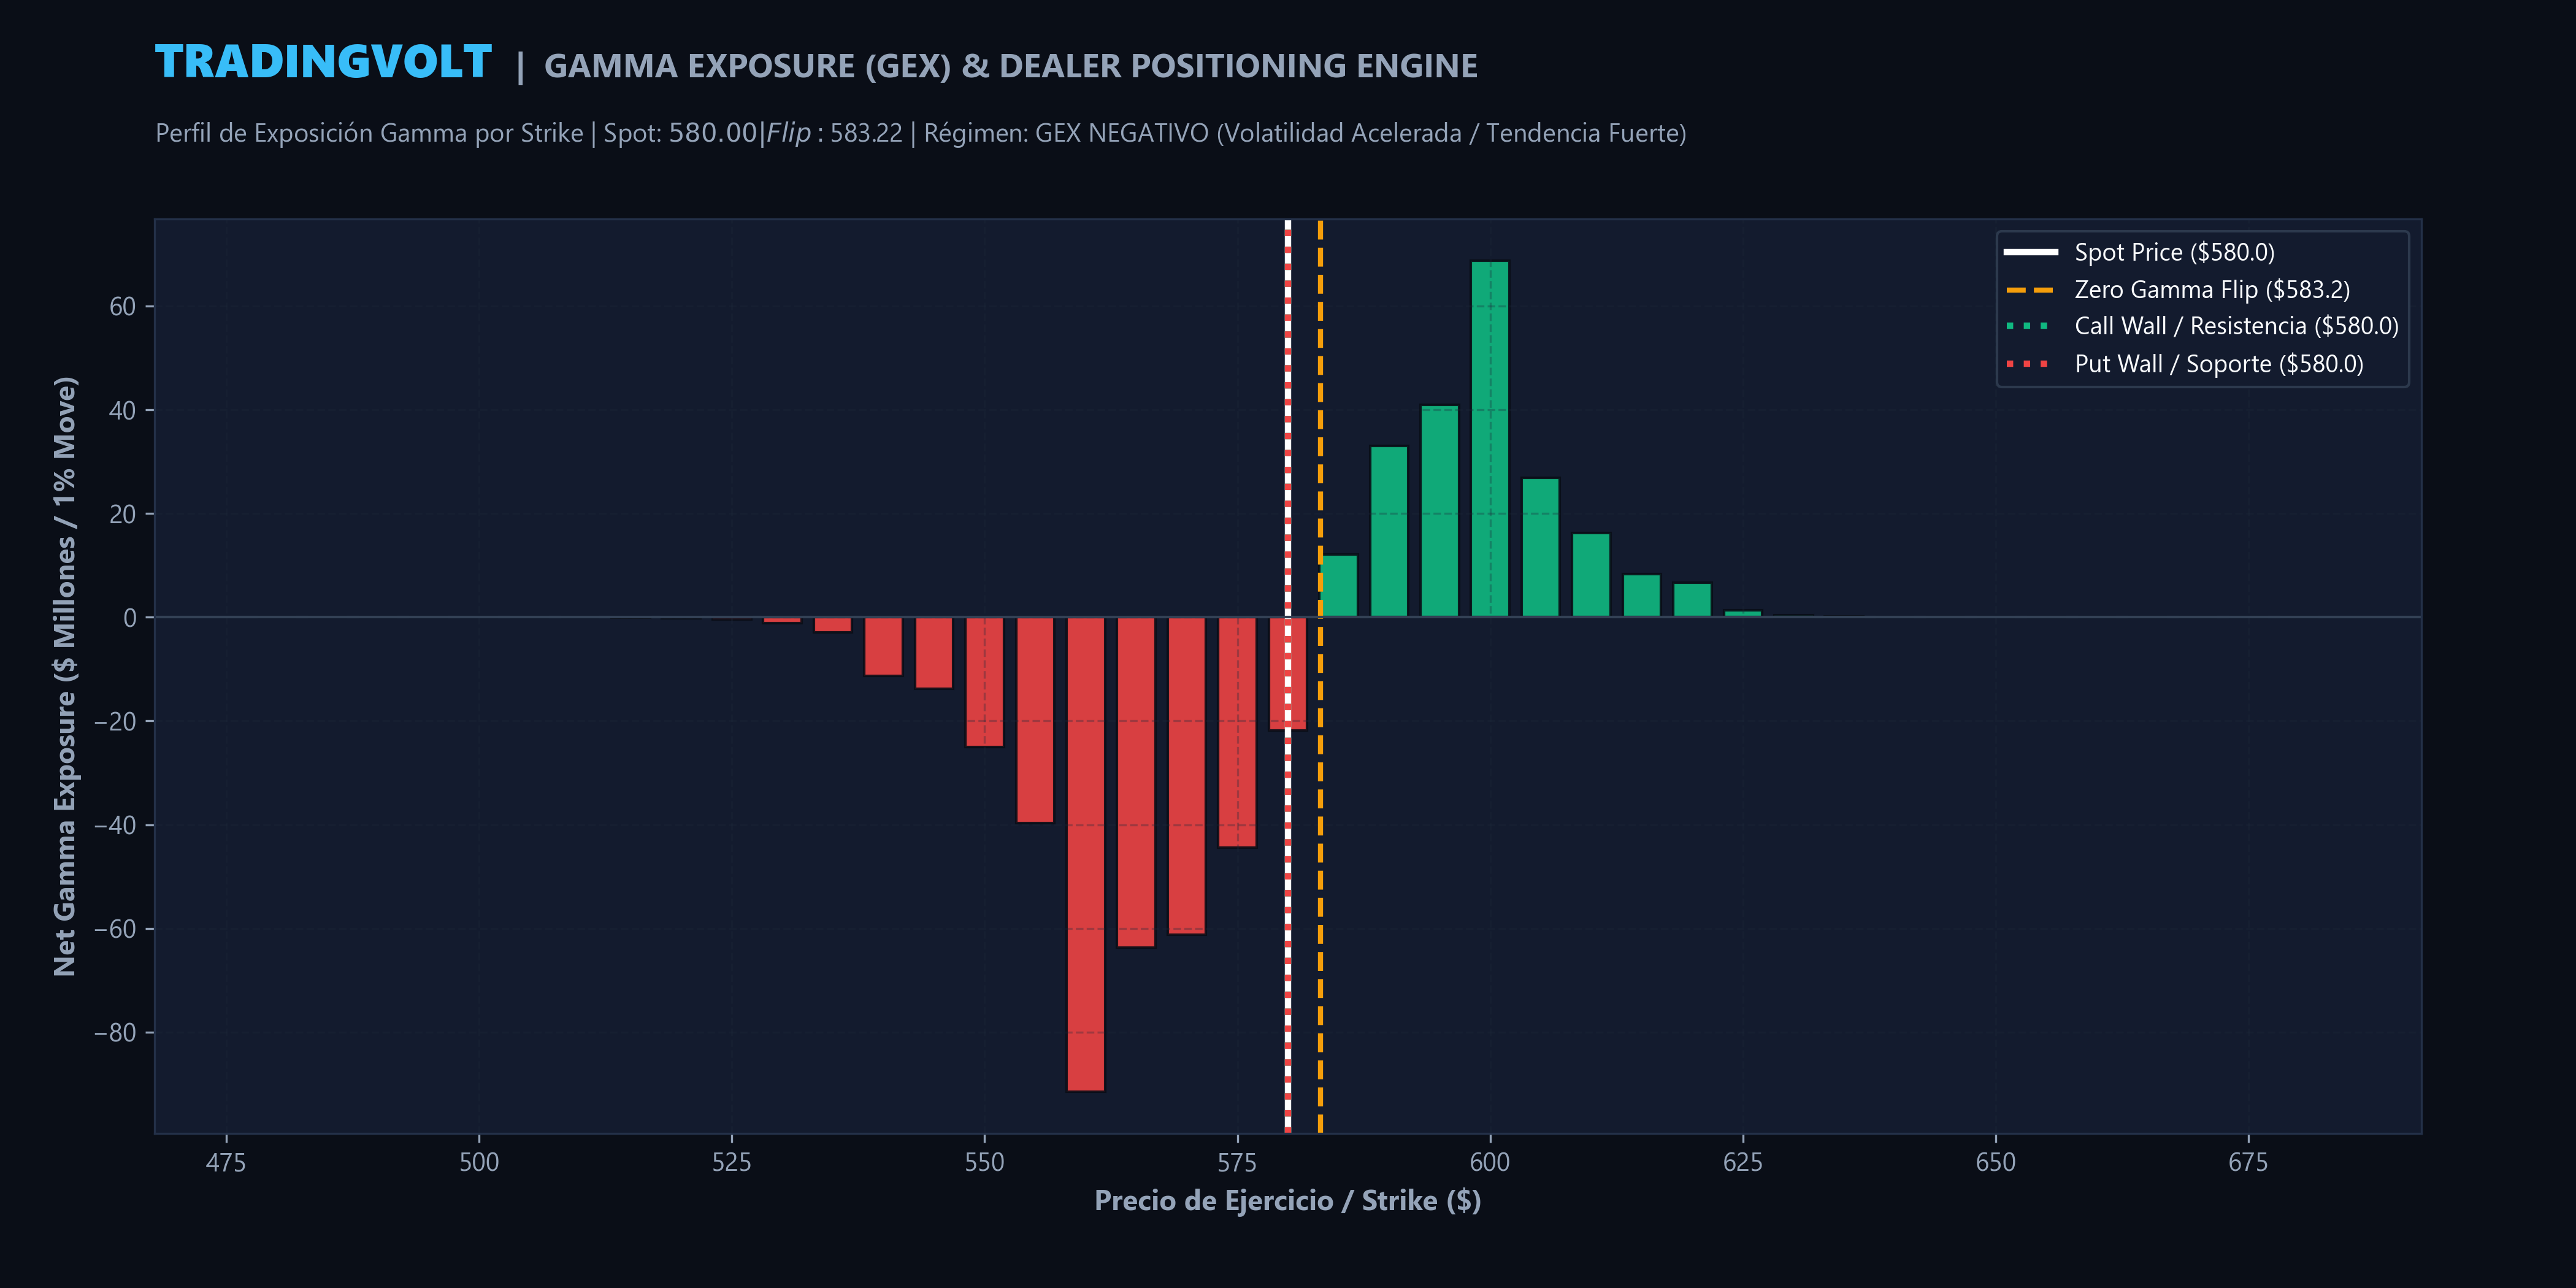 TRADINGVOLT | GAMMA EXPOSURE (GEX) & DEALER POSITIONING ENGINE
Perfil de Exposición Gamma por Strike | Spot: 580.00|Flip : 583.22 | Régimen: GEX NEGATIVO (Volatilidad Acelerada / Tendencia Fuerte)
Spot Price ($580.0)
Zero Gamma Flip ($583.2)
Call Wall / Resistencia ($580.0)
Put Wall / Soporte ($580.0)
Net Gamma Exposure ($ Millones / 1% Move)
60
40
20
0
−20
−40
−60
−80
475 500 525 550 575 600 625 650 675
Precio de Ejercicio / Strike ($)